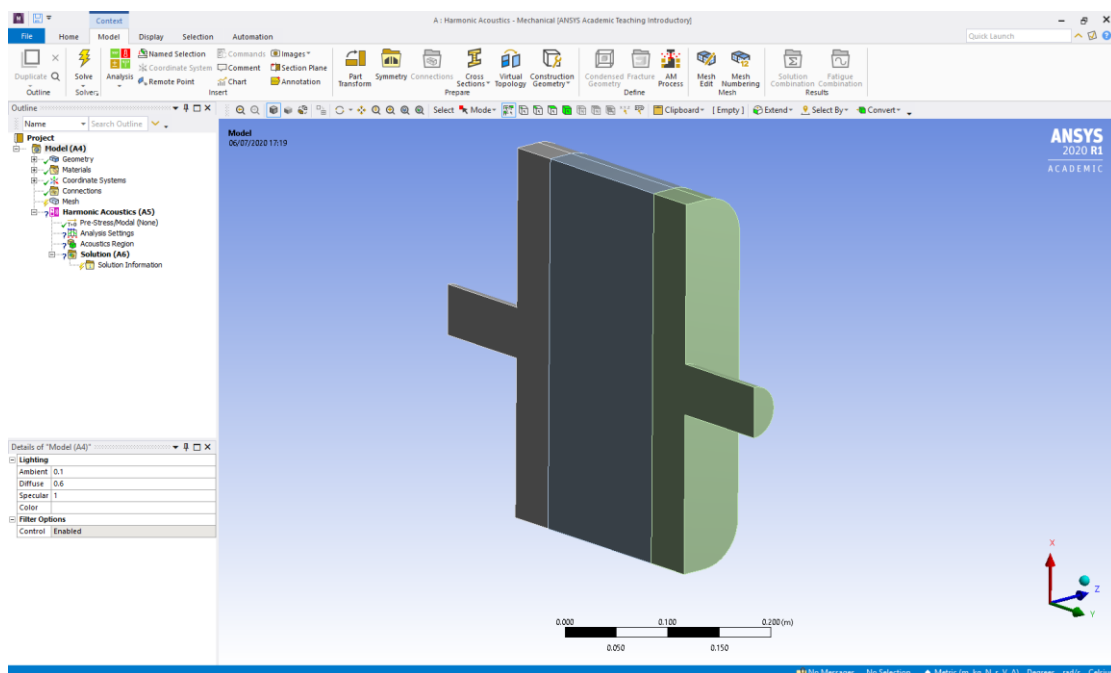 Context
A : Harmonic Acoustics - Mechanical [ANSYS Academic Teaching Introductory]
File Home Model Display Selection Automation
Quick Launch
Duplicate
Outline
Solve
Solver
Analysis
Named Selection
Coordinate System
Remote Point
Commands
Comment
Chart
Images
Section Plane
Annotation
Insert
Part Transform
Symmetry
Connections
Cross Sections
Virtual Topology
Construction Geometry
Prepare
Condensed Geometry
Fracture
Define
AM Process
Mesh Edit
Mesh Numbering
Mesh
Solution Combination
Fatigue Combination
Results
Outline
Name
Search Outline
Select Mode
Clipboard [ Empty ] Extend Select By Convert
Project
Model (A4)
Geometry
Materials
Coordinate Systems
Connections
Mesh
Harmonic Acoustics (A5)
Pre-Stress/Modal (None)
Analysis Settings
Acoustics Region
Solution (A6)
Solution Information
Model
06/07/2020 17:19
ANSYS
2020 R1
ACADEMIC
Details of "Model (A4)"
Lighting
Ambient 0.1
Diffuse 0.6
Specular 1
Color
Filter Options
Control Enabled
X
Z
Y
0.000 0.100 0.200 (m)
0.050 0.150
No Messages No Selection Metric (m, kg, N, s, V, A) Degrees rad/s Celsius